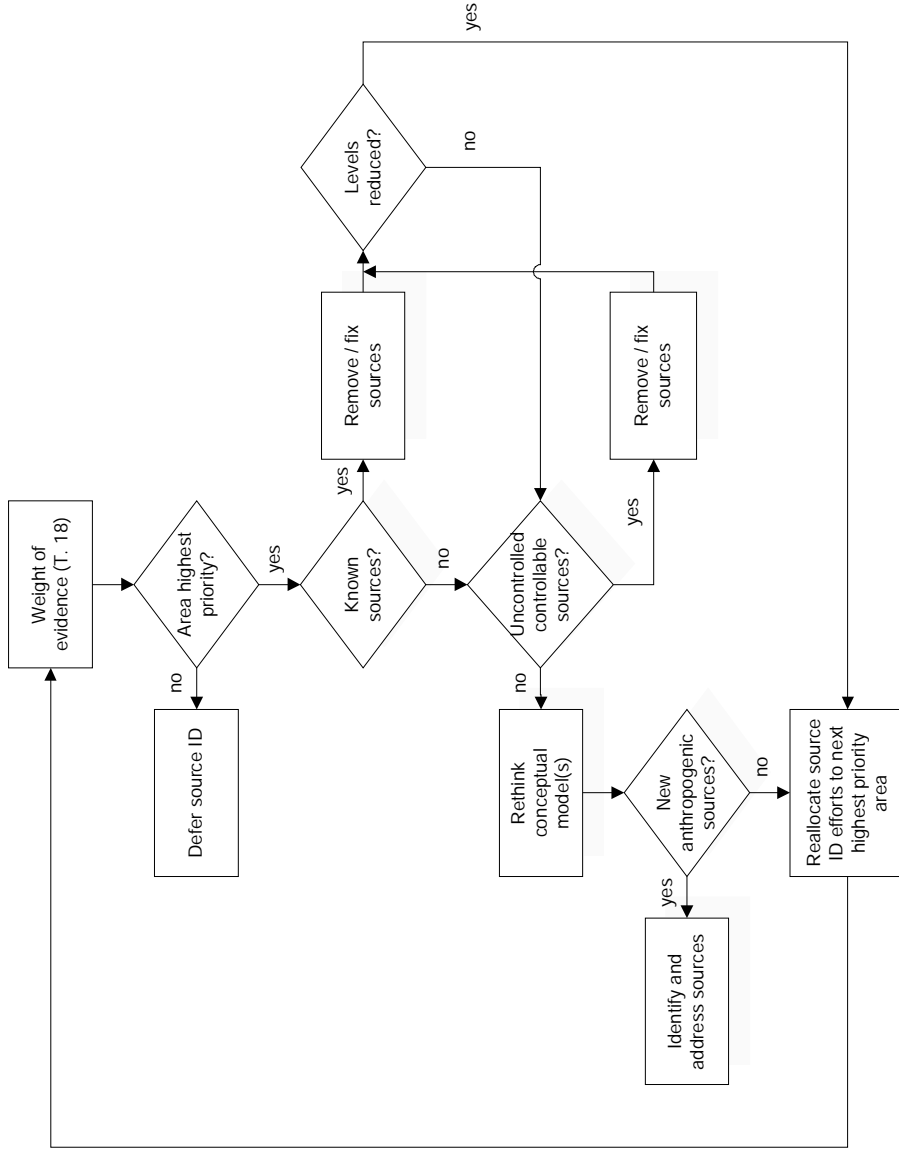 Weight of
evidence (T. 18)
Area highest
priority?
no
Defer source ID
yes
Known
sources?
yes
Remove / fix
sources
Levels
reduced?
yes
no
no
Uncontrolled
controllable
sources?
yes
Remove / fix
sources
no
Rethink
conceptual
model(s)
New
anthropogenic
sources?
yes
Identify and
address sources
no
Reallocate source
ID efforts to next
highest priority
area